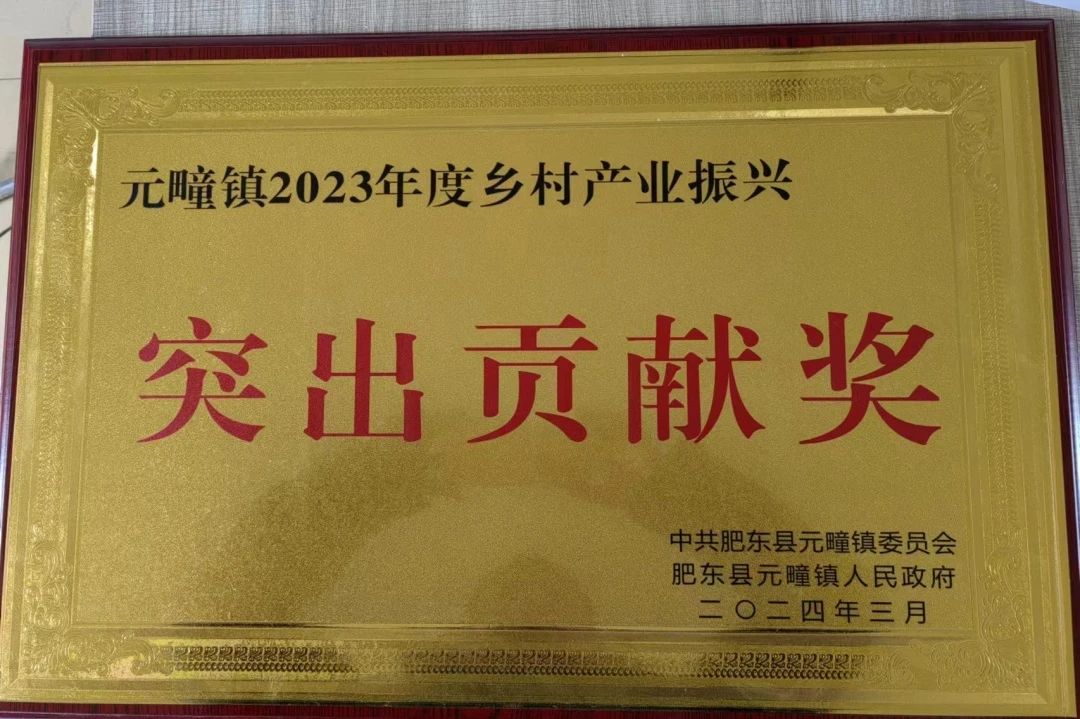 元疃镇2023年度乡村产业振兴
突出贡献奖
中共肥东县元疃镇委员会
肥东县元疃镇人民政府
二〇二四年三月